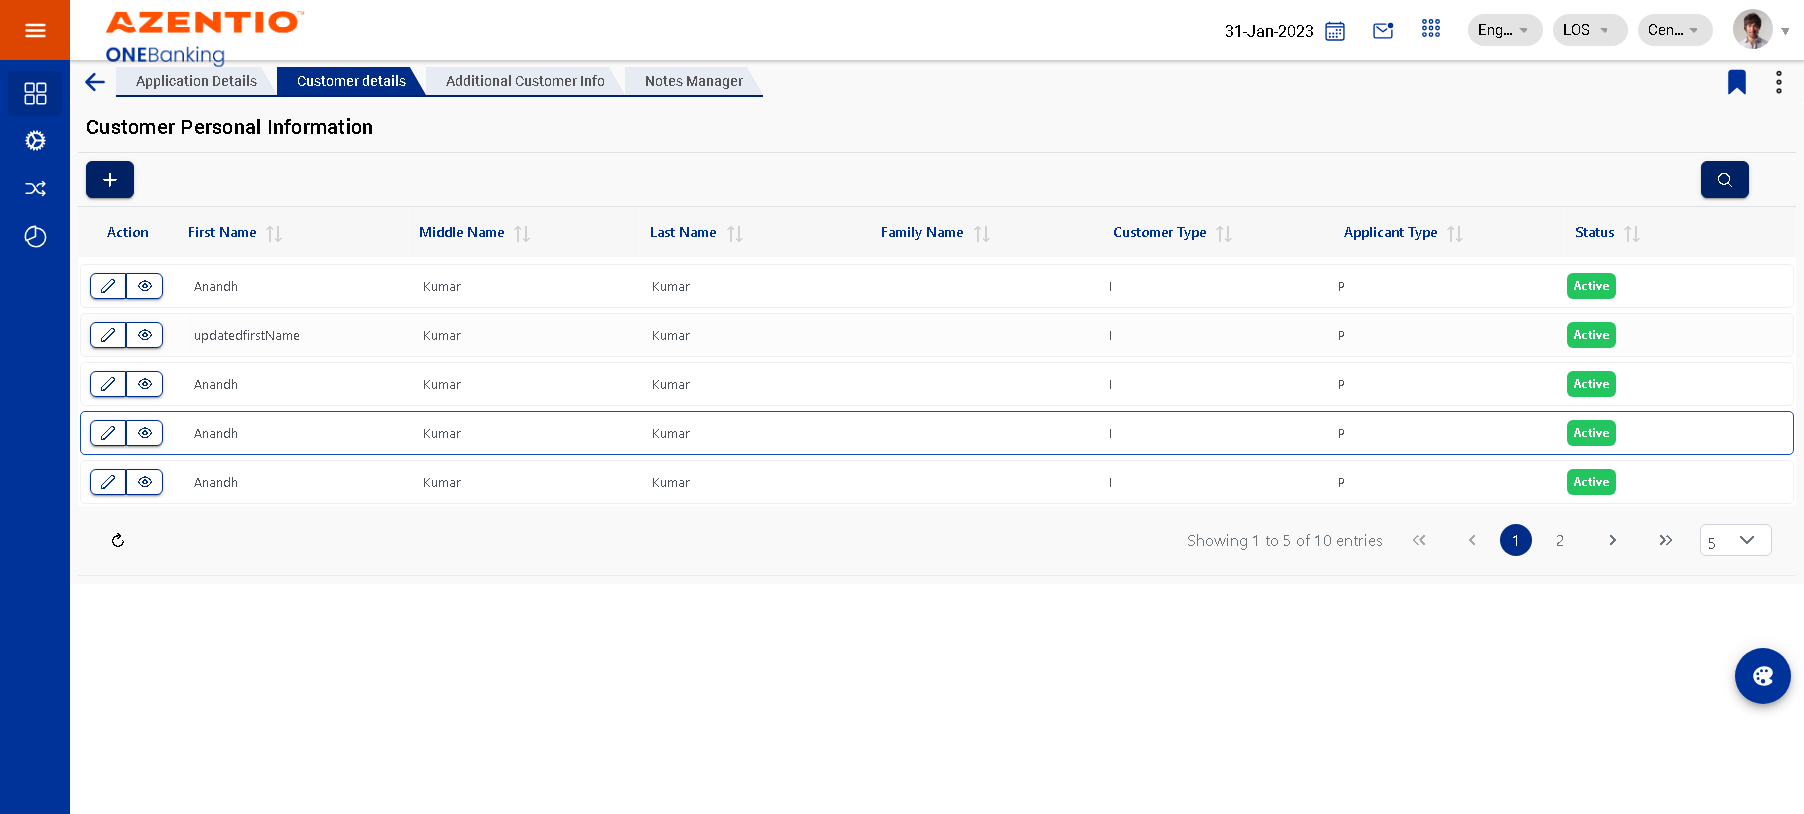 AZENTIO™
ONEBanking
31-Jan-2023
Eng...
LOS
Cen...
Application Details
Customer details
Additional Customer Info
Notes Manager
Customer Personal Information
Action First Name Middle Name Last Name Family Name Customer Type Applicant Type Status
Anandh Kumar Kumar I P Active
updatedfirstName Kumar Kumar I P Active
Anandh Kumar Kumar I P Active
Anandh Kumar Kumar I P Active
Anandh Kumar Kumar I P Active
Showing 1 to 5 of 10 entries 1 2 5